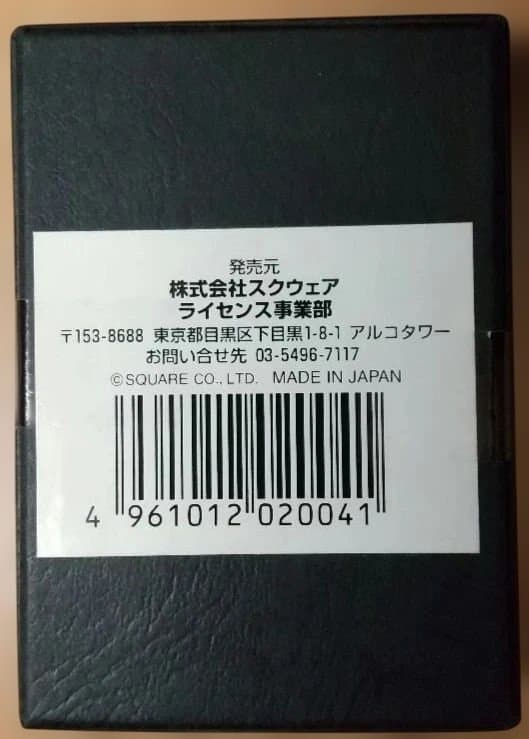 発売元
株式会社スクウェア
ライセンス事業部
〒153-8688 東京都目黒区下目黒1-8-1 アルコタワー
お問い合せ先 03-5496-7117
©SQUARE CO., LTD. MADE IN JAPAN
4 961012 020041